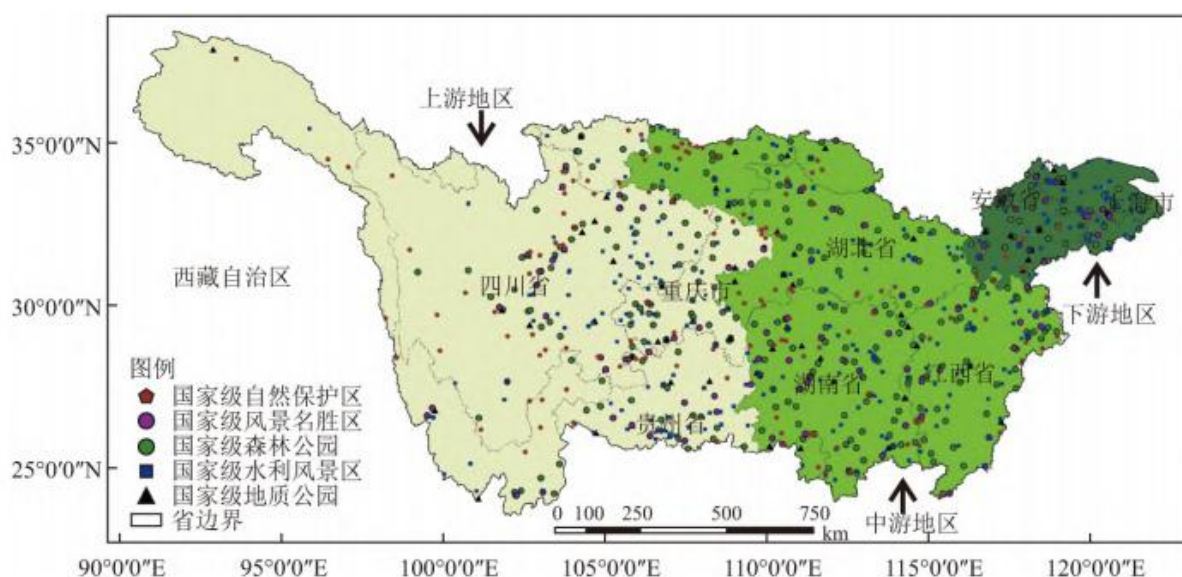 上游地区
35°0′0″N
安徽省
上海市
湖北省
西藏自治区
四川省
重庆市
30°0′0″N
下游地区
图例
国家级自然保护区
国家级风景名胜区
国家级森林公园
国家级水利风景区
国家级地质公园
省边界
湖南省
江西省
贵州省
25°0′0″N
0 100 250 500 750
km
中游地区
90°0′0″E 95°0′0″E 100°0′0″E 105°0′0″E 110°0′0″E 115°0′0″E 120°0′0″E